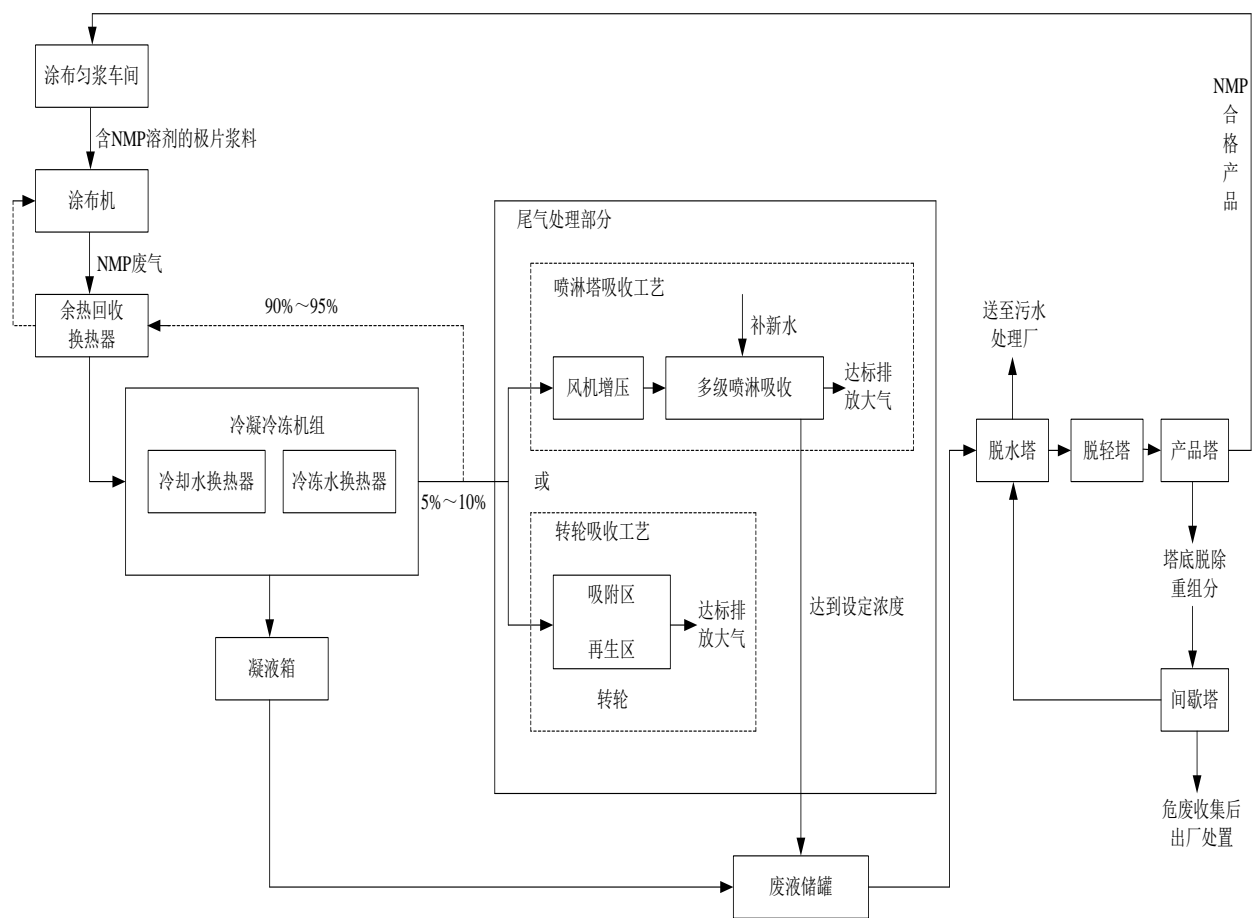 涂布匀浆车间
含NMP溶剂的极片浆料
涂布机
NMP废气
余热回收
换热器
90%～95%
冷凝冷冻机组
冷却水换热器
冷冻水换热器
5%～10%
凝液箱
尾气处理部分
喷淋塔吸收工艺
补新水
风机增压
多级喷淋吸收
达标排
放大气
或
转轮吸收工艺
吸附区
再生区
达标排
放大气
转轮
达到设定浓度
废液储罐
送至污水
处理厂
脱水塔
脱轻塔
产品塔
NMP
合
格
产
品
塔底脱除
重组分
间歇塔
危废收集后
出厂处置